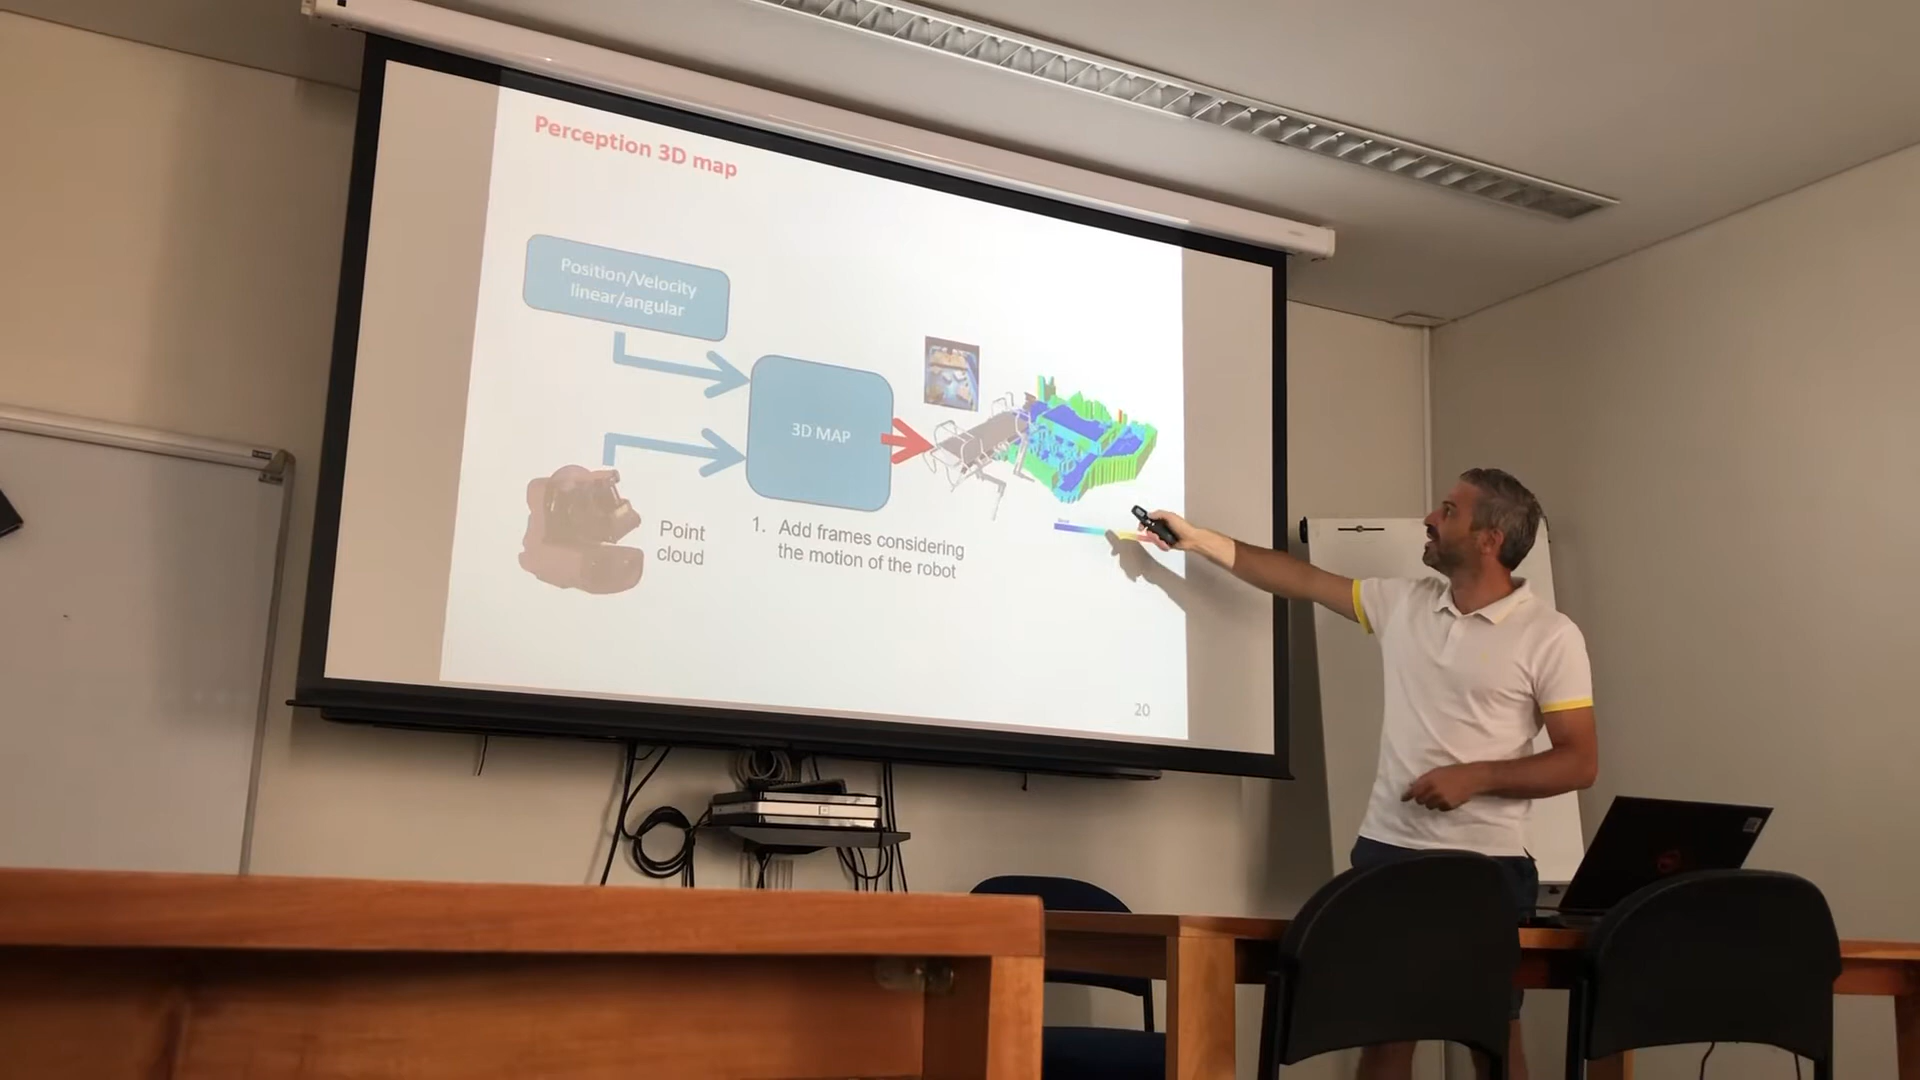 Perception 3D map
Position/Velocity
linear/angular
3D MAP
Point
cloud
1. Add frames considering
the motion of the robot
20